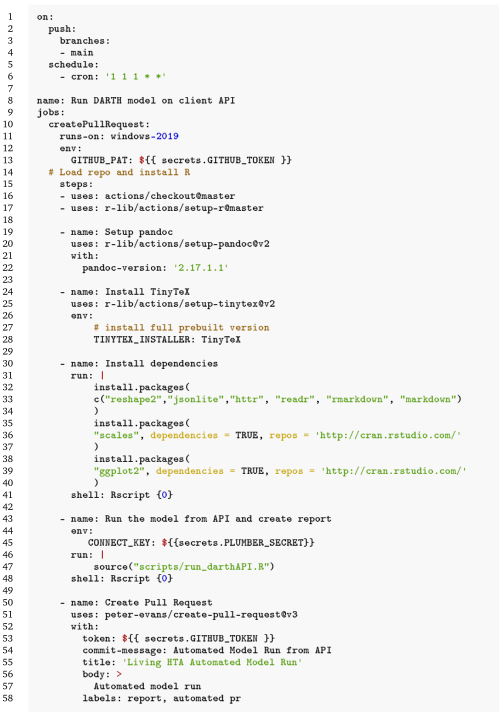 1 on:
2 push:
3 branches:
4 - main
5 schedule:
6 - cron: '1 1 1 * *'
7
8 name: Run DARTH model on client API
9 jobs:
10 createPullRequest:
11 runs-on: windows-2019
12 env:
13 GITHUB_PAT: ${{ secrets.GITHUB_TOKEN }}
14 # Load repo and install R
15 steps:
16 - uses: actions/checkout@master
17 - uses: r-lib/actions/setup-r@master
18
19 - name: Setup pandoc
20 uses: r-lib/actions/setup-pandoc@v2
21 with:
22 pandoc-version: '2.17.1.1'
23
24 - name: Install TinyTeX
25 uses: r-lib/actions/setup-tinytex@v2
26 env:
27 # install full prebuilt version
28 TINYTEX_INSTALLER: TinyTeX
29
30 - name: Install dependencies
31 run: |
32 install.packages(
33 c("reshape2","jsonlite","httr", "readr", "rmarkdown", "markdown")
34 )
35 install.packages(
36 "scales", dependencies = TRUE, repos = 'http://cran.rstudio.com/'
37 )
38 install.packages(
39 "ggplot2", dependencies = TRUE, repos = 'http://cran.rstudio.com/'
40 )
41 shell: Rscript {0}
42
43 - name: Run the model from API and create report
44 env:
45 CONNECT_KEY: ${{secrets.PLUMBER_SECRET}}
46 run: |
47 source("scripts/run_darthAPI.R")
48 shell: Rscript {0}
49
50 - name: Create Pull Request
51 uses: peter-evans/create-pull-request@v3
52 with:
53 token: ${{ secrets.GITHUB_TOKEN }}
54 commit-message: Automated Model Run from API
55 title: 'Living HTA Automated Model Run'
56 body: >
57 Automated model run
58 labels: report, automated pr